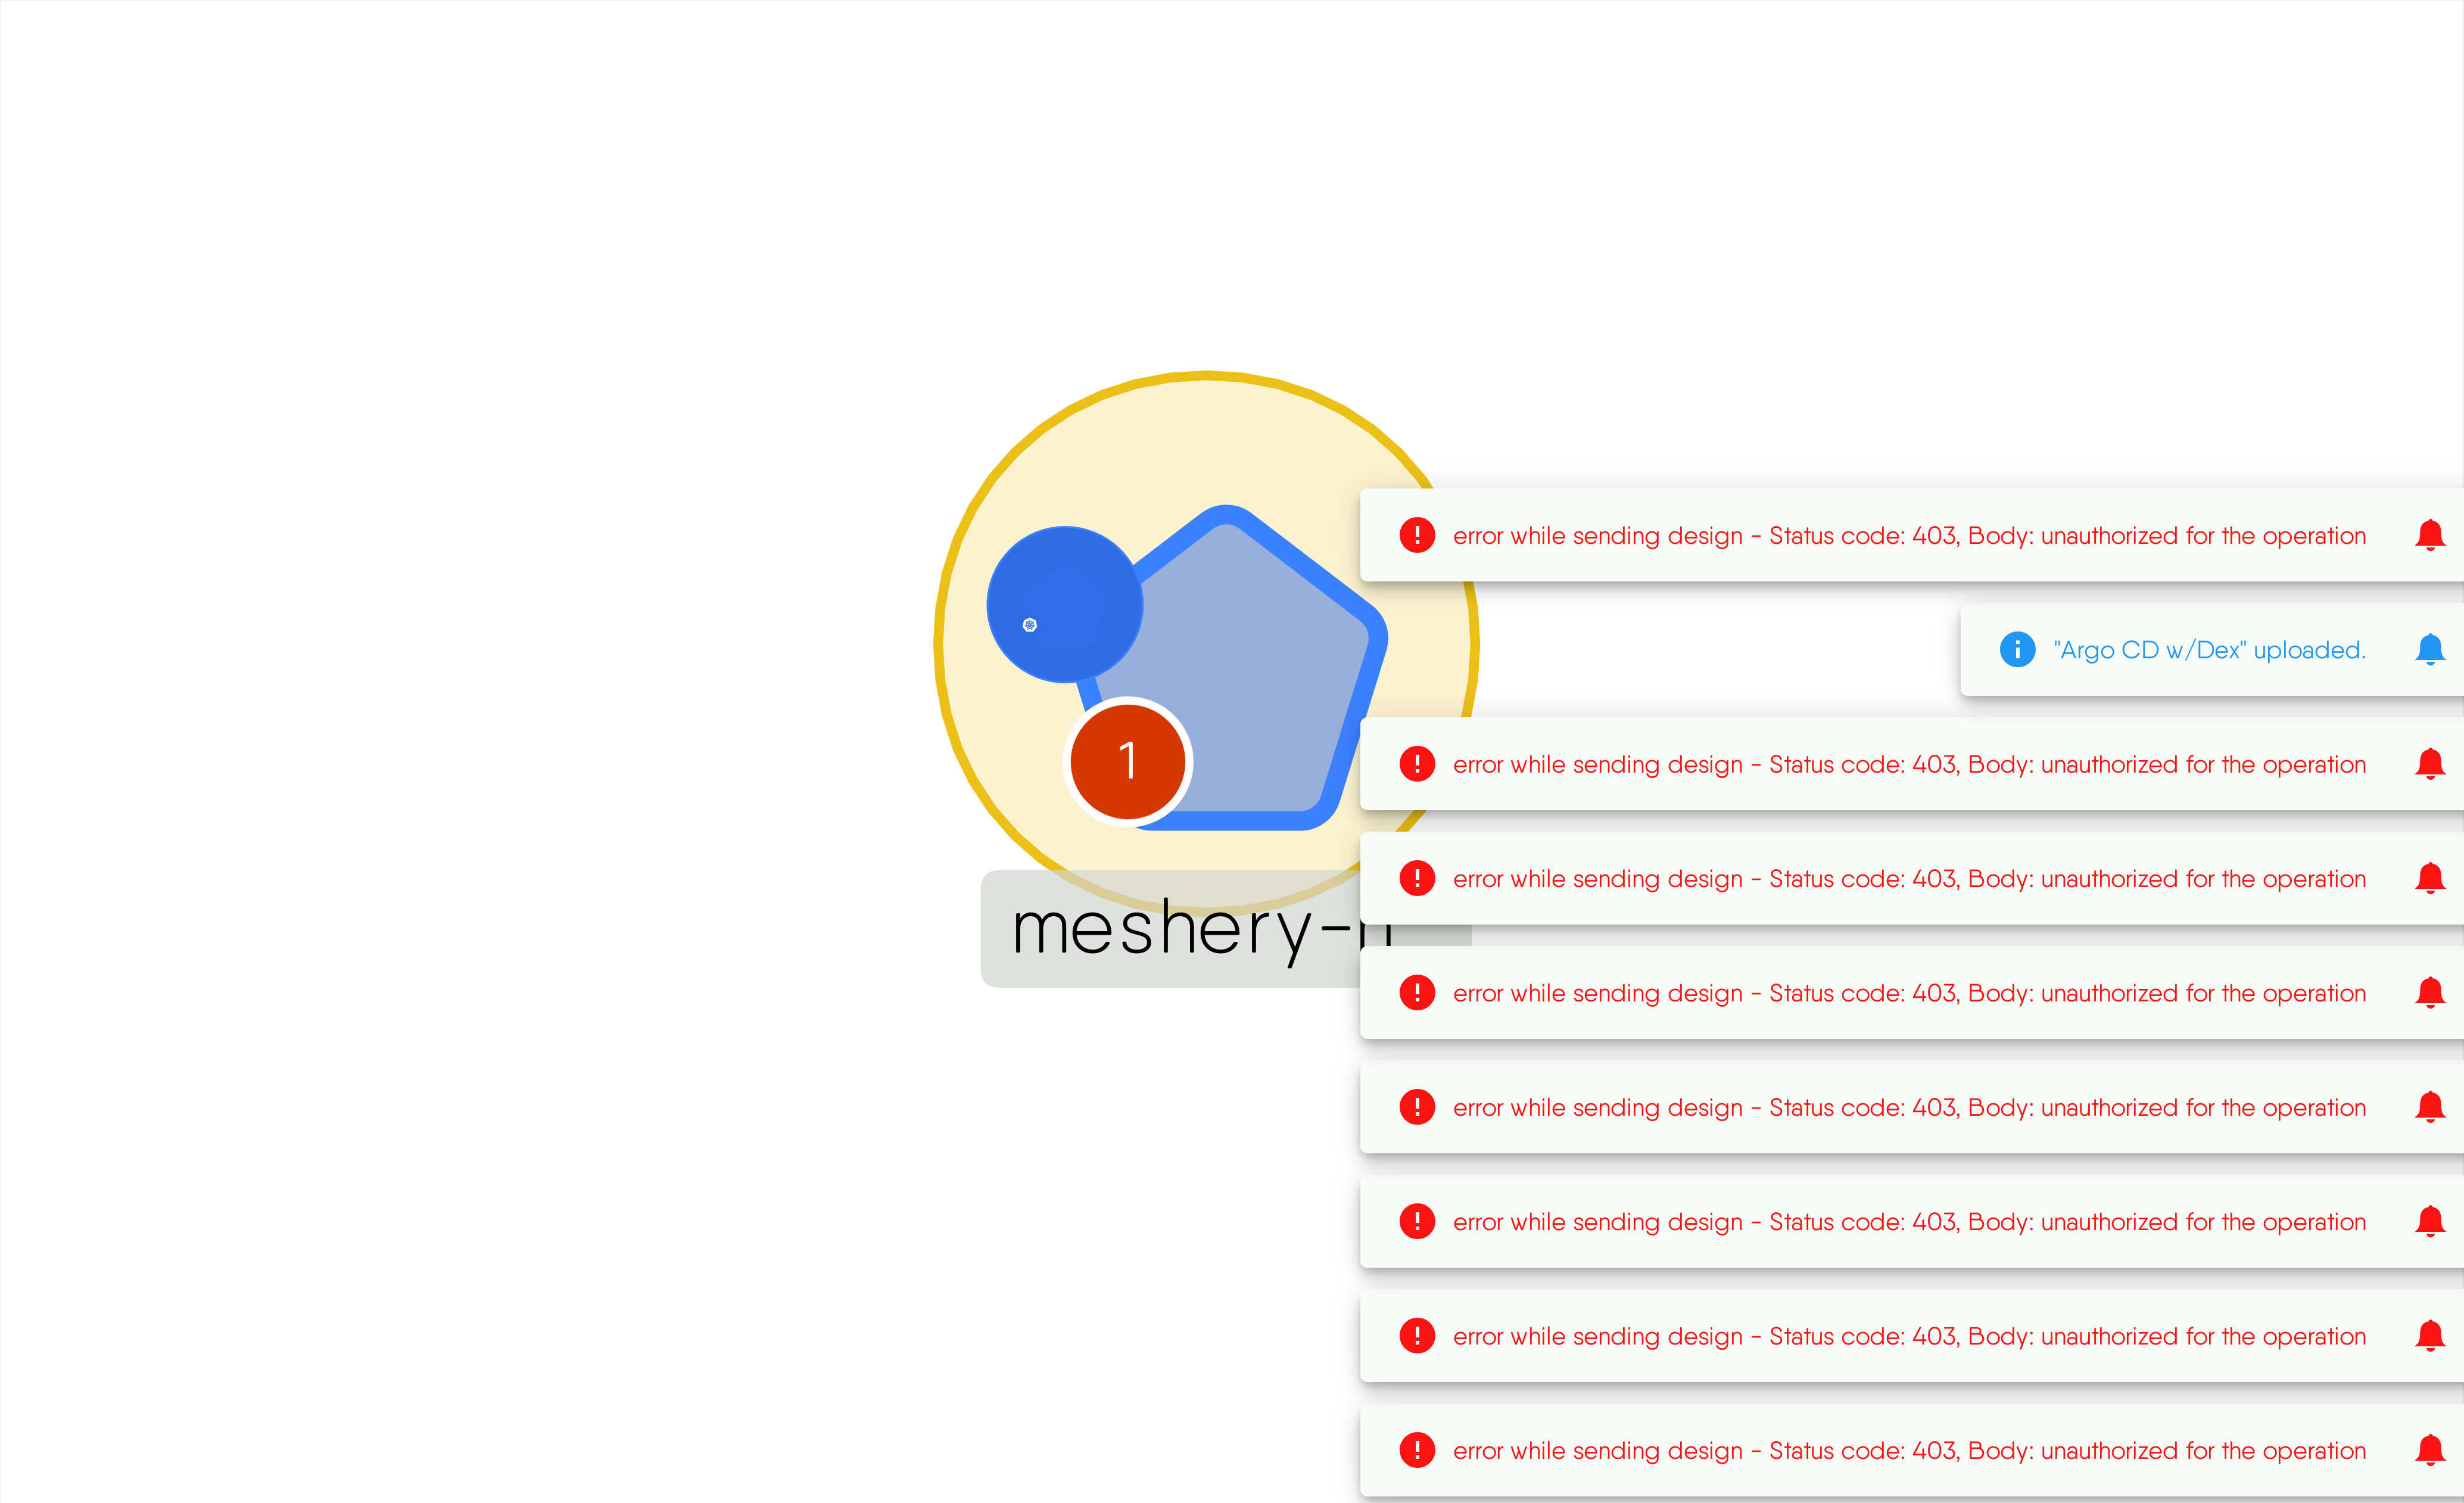 error while sending design - Status code: 403, Body: unauthorized for the operation
"Argo CD w/Dex" uploaded.
1
error while sending design - Status code: 403, Body: unauthorized for the operation
error while sending design - Status code: 403, Body: unauthorized for the operation
meshery-
error while sending design - Status code: 403, Body: unauthorized for the operation
error while sending design - Status code: 403, Body: unauthorized for the operation
error while sending design - Status code: 403, Body: unauthorized for the operation
error while sending design - Status code: 403, Body: unauthorized for the operation
error while sending design - Status code: 403, Body: unauthorized for the operation